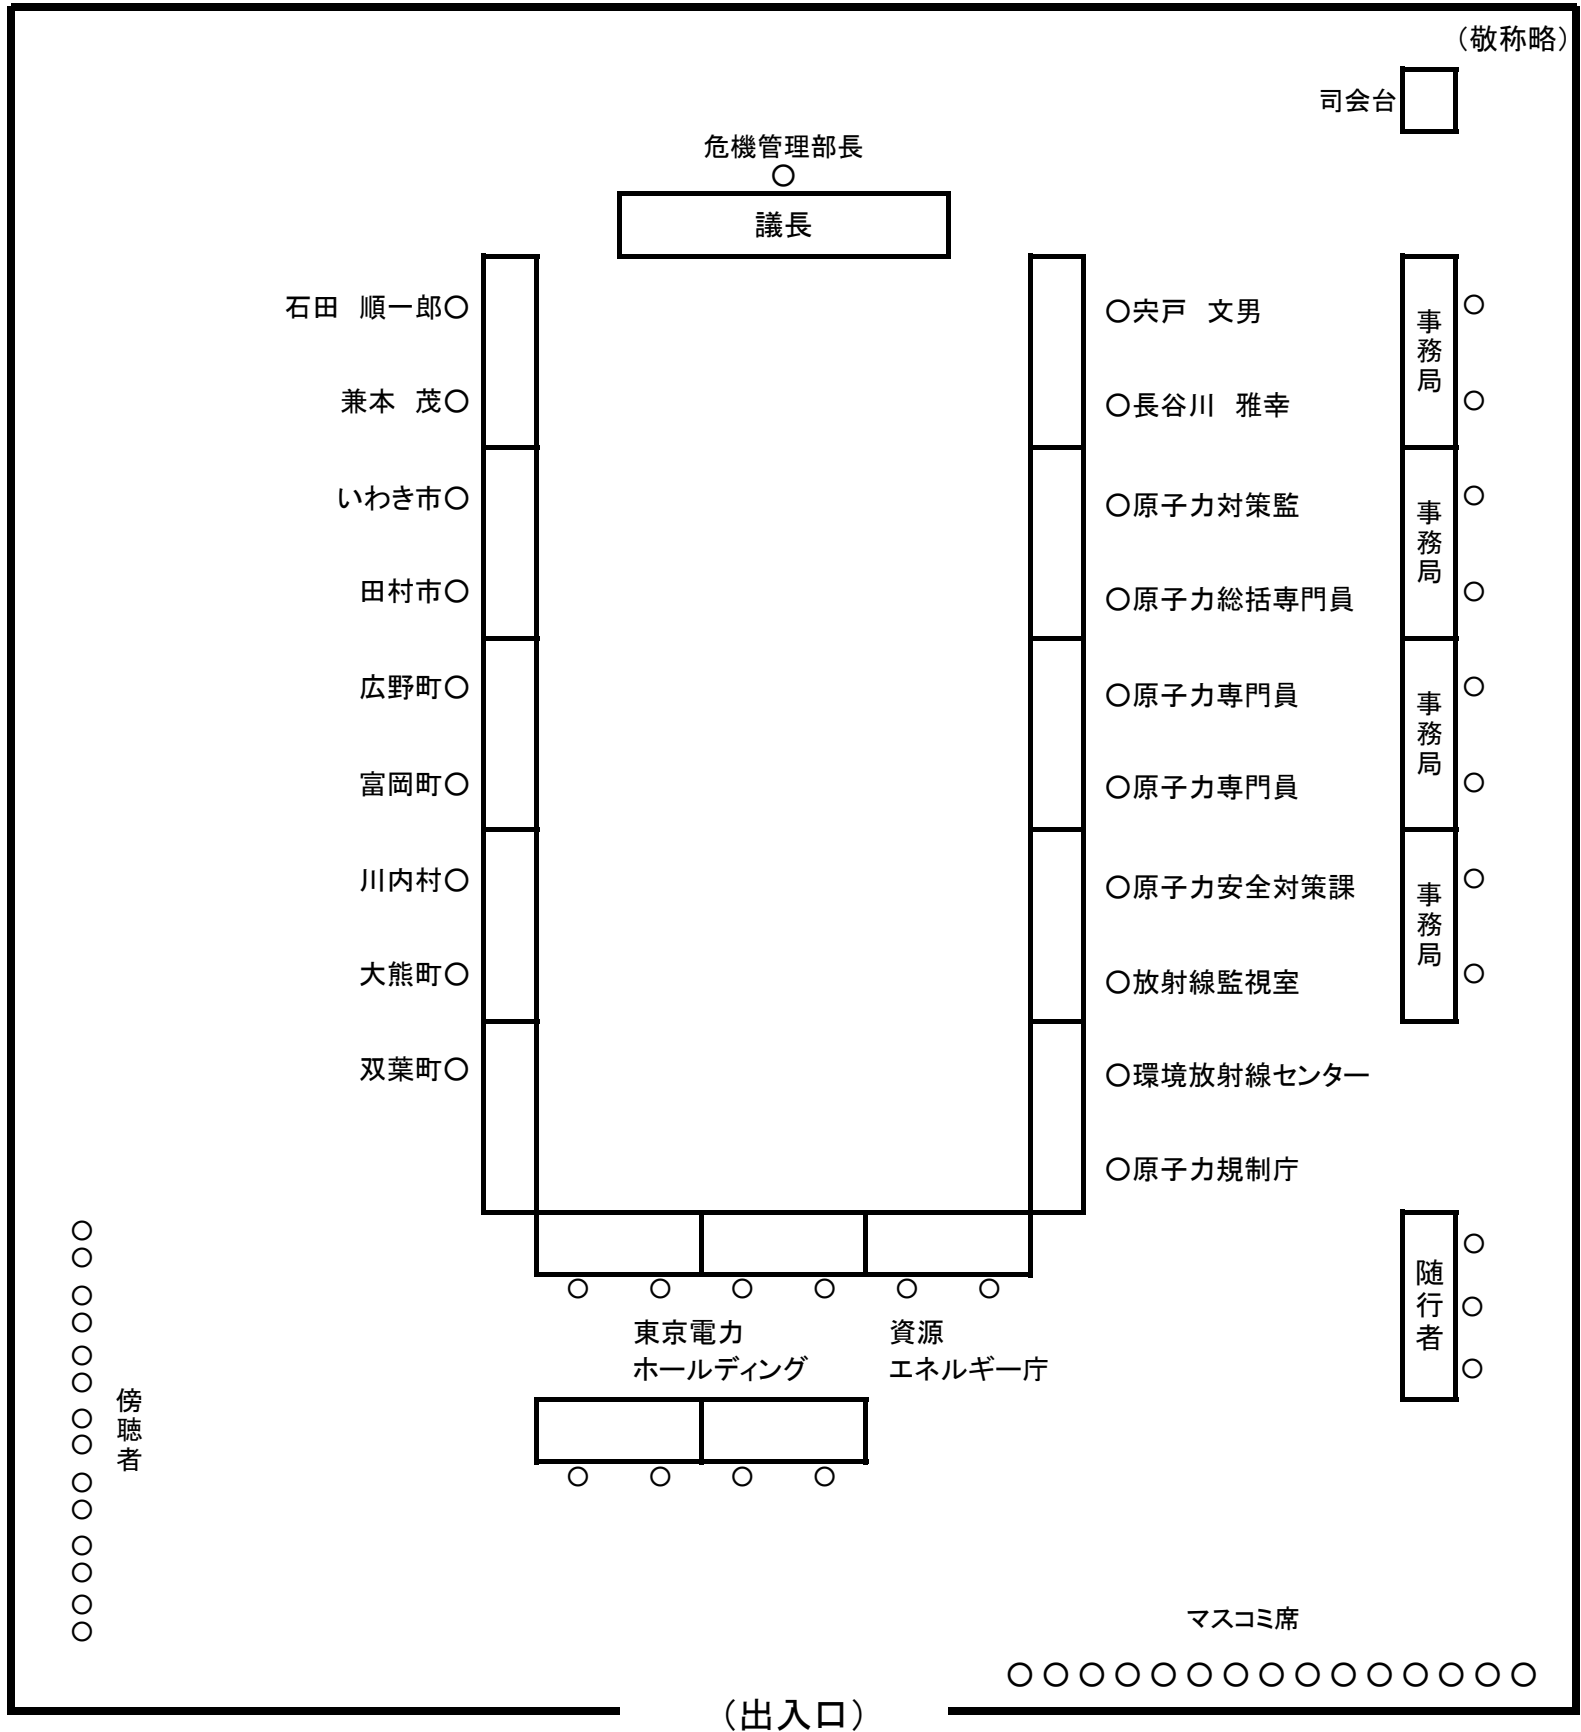 （敬称略）
司会台
危機管理部長
○
議長
石田　順一郎○
兼本　茂○
いわき市○
田村市○
広野町○
富岡町○
川内村○
大熊町○
双葉町○
○宍戸　文男
○長谷川　雅幸
○原子力対策監
○原子力総括専門員
○原子力専門員
○原子力専門員
○原子力安全対策課
○放射線監視室
○環境放射線センター
○原子力規制庁
事務局
事務局
事務局
事務局
随行者
東京電力
ホールディング
資源
エネルギー庁
傍聴者
マスコミ席
（出入口）